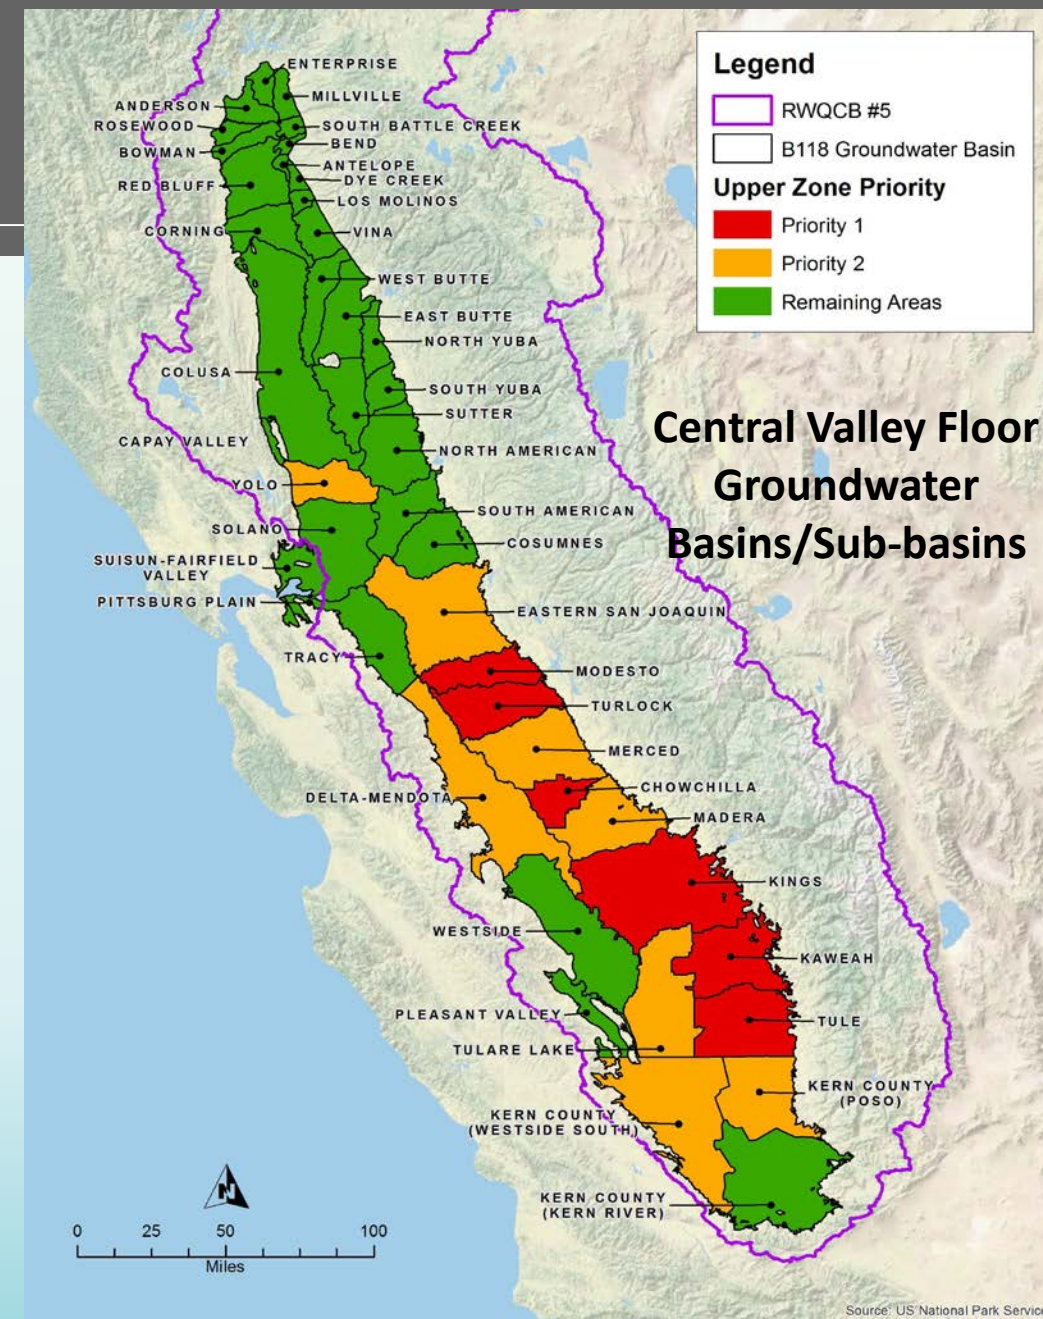 Legend
RWQCB #5
B118 Groundwater Basin
Upper Zone Priority
Priority 1
Priority 2
Remaining Areas
Central Valley Floor
Groundwater
Basins/Sub-basins
ENTERPRISE
MILLVILLE
ANDERSON
ROSEWOOD
SOUTH BATTLE CREEK
BOWMAN
BEND
ANTELOPE
RED BLUFF
DYE CREEK
LOS MOLINOS
CORNING
VINA
WEST BUTTE
EAST BUTTE
NORTH YUBA
COLUSA
SOUTH YUBA
SUTTER
CAPAY VALLEY
NORTH AMERICAN
YOLO
SOUTH AMERICAN
SOLANO
COSUMNES
SUISUN-FAIRFIELD
VALLEY
PITTSBURG PLAIN
EASTERN SAN JOAQUIN
TRACY
MODESTO
TURLOCK
MERCED
CHOWCHILLA
DELTA-MENDOTA
MADERA
KINGS
WESTSIDE
KAWEAH
PLEASANT VALLEY
TULE
TULARE LAKE
KERN COUNTY
(POSO)
KERN COUNTY
(WESTSIDE SOUTH)
KERN COUNTY
(KERN RIVER)
N
0 25 50 100
Miles
Source: US National Park Service